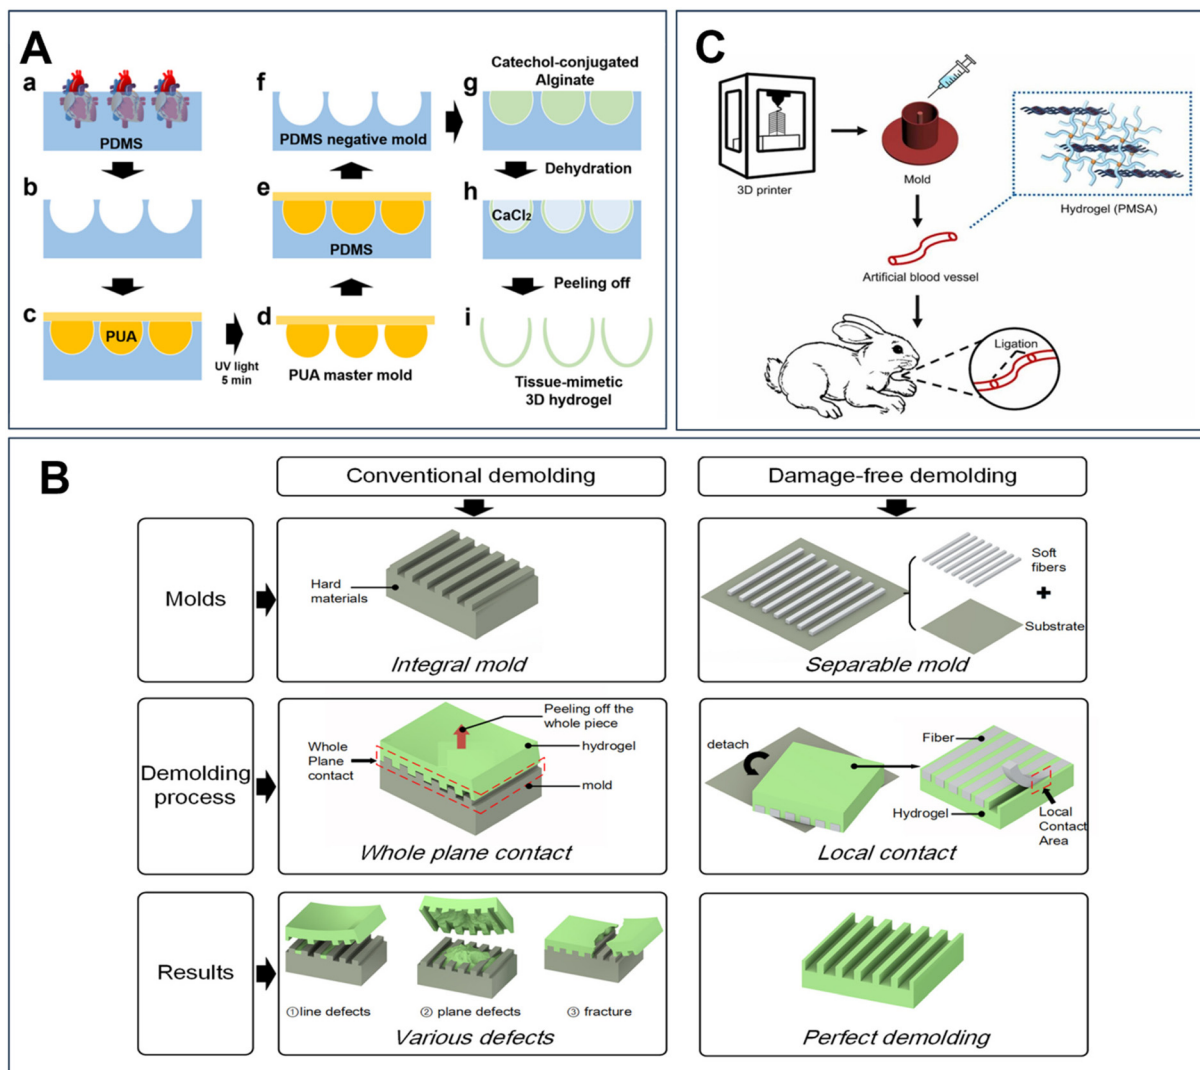 A
a
PDMS
b
c
PUA
UV light
5 min
d
PUA master mold
e
PDMS
f
PDMS negative mold
g
Catechol-conjugated
Alginate
Dehydration
h
CaCl₂
Peeling off
i
Tissue-mimetic
3D hydrogel
C
3D printer
Mold
Hydrogel (PMSA)
Artificial blood vessel
Ligation
B
Conventional demolding
Damage-free demolding
Molds
Hard
materials
Integral mold
Soft
fibers
+
Substrate
Separable mold
Demolding
process
Peeling off the
whole piece
Whole
Plane
contact
hydrogel
mold
Whole plane contact
detach
Fiber
Hydrogel
Local
Contact
Area
Local contact
Results
①line defects
② plane defects
③ fracture
Various defects
Perfect demolding